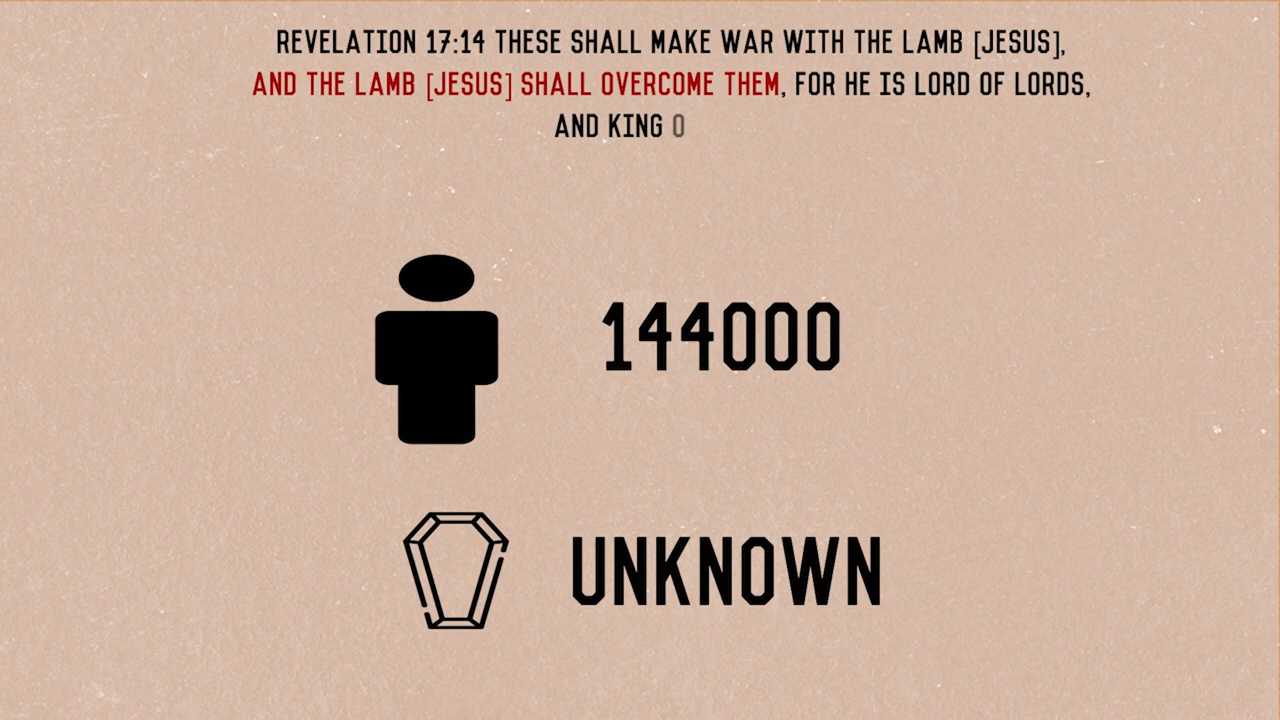 REVELATION 17:14 THESE SHALL MAKE WAR WITH THE LAMB [JESUS],
AND THE LAMB [JESUS] SHALL OVERCOME THEM, FOR HE IS LORD OF LORDS,
AND KING O
144000
UNKNOWN